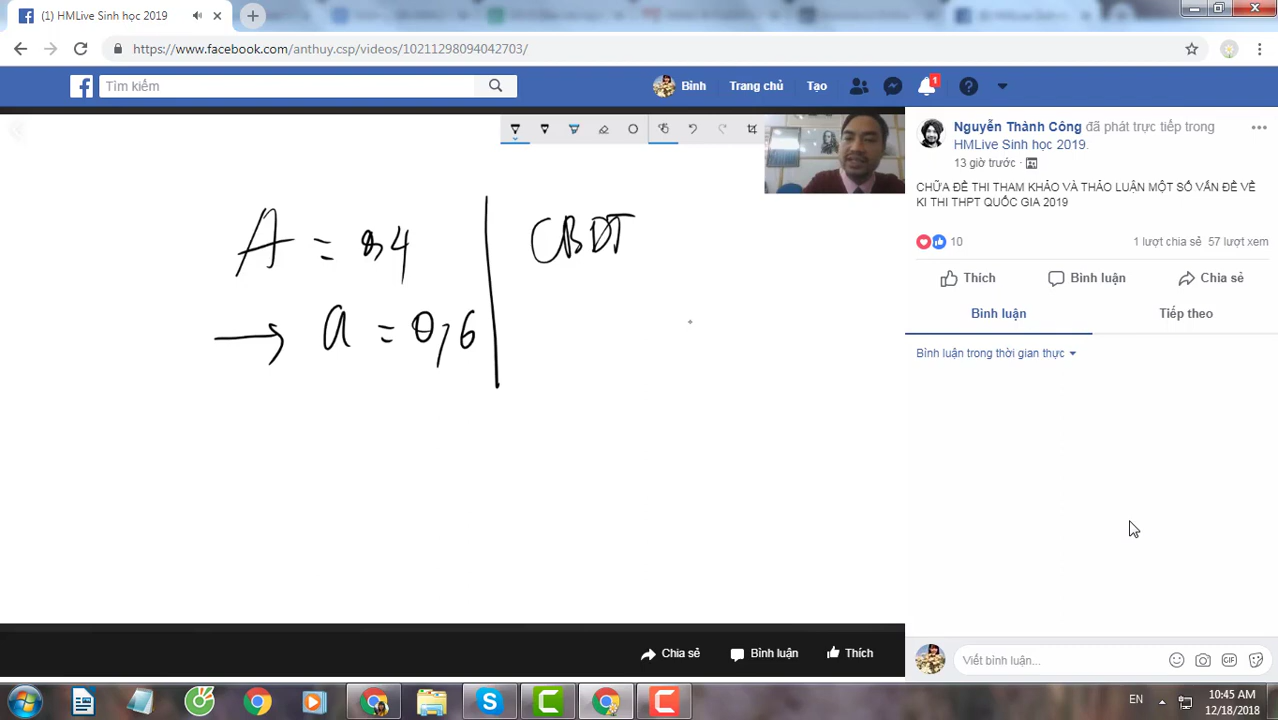 (1) HMLive Sinh học 2019
https://www.facebook.com/anthuy.csp/videos/10211298094042703/
Tìm kiếm
Bình
Trang chủ
Tạo
1
A = 0,4
CBDT
→ a = 0,6
Nguyễn Thành Công đã phát trực tiếp trong
HMLive Sinh học 2019.
13 giờ trước ·
CHỮA ĐỀ THI THAM KHẢO VÀ THẢO LUẬN MỘT SỐ VẤN ĐỀ VỀ
KÌ THI THPT QUỐC GIA 2019
10
1 lượt chia sẻ 57 lượt xem
Thích
Bình luận
Chia sẻ
Bình luận
Tiếp theo
Bình luận trong thời gian thực
Viết bình luận...
GIF
Chia sẻ
Bình luận
Thích
EN
10:45 AM
12/18/2018